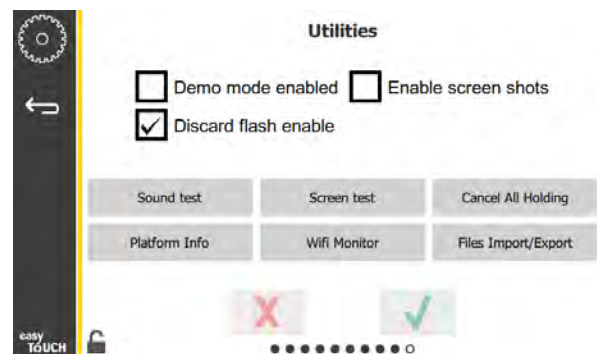 Utilities
Demo mode enabled Enable screen shots
Discard flash enable
Sound test Screen test Cancel All Holding
Platform Info Wifi Monitor Files Import/Export
easy
TOUCH